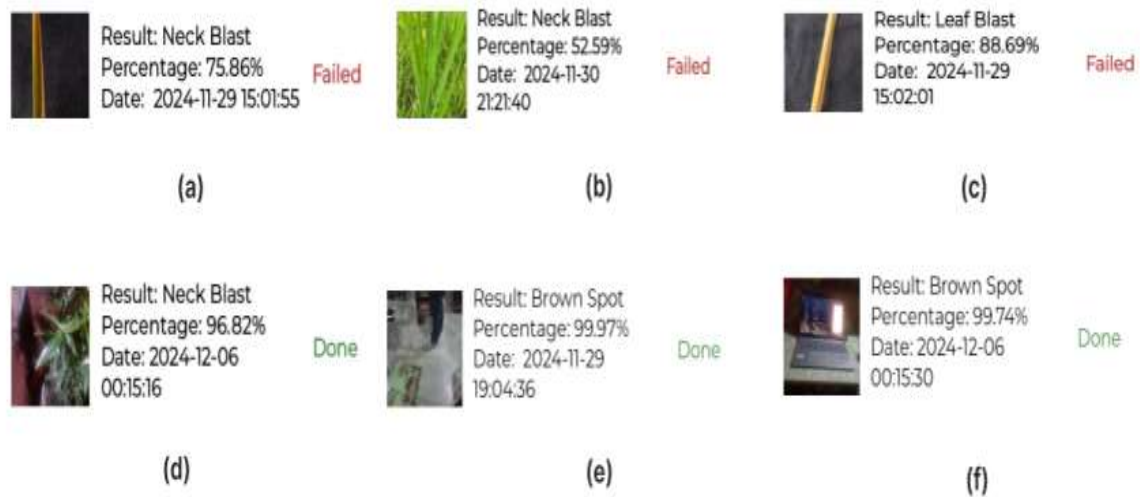 Result: Neck Blast
Percentage: 75.86%
Date: 2024-11-29 15:01:55
Failed
(a)
Result: Neck Blast
Percentage: 52.59%
Date: 2024-11-30
21:21:40
Failed
(b)
Result: Leaf Blast
Percentage: 88.69%
Date: 2024-11-29
15:02:01
Failed
(c)
Result: Neck Blast
Percentage: 96.82%
Date: 2024-12-06
00:15:16
Done
(d)
Result: Brown Spot
Percentage: 99.97%
Date: 2024-11-29
19:04:36
Done
(e)
Result: Brown Spot
Percentage: 99.74%
Date: 2024-12-06
00:15:30
Done
(f)